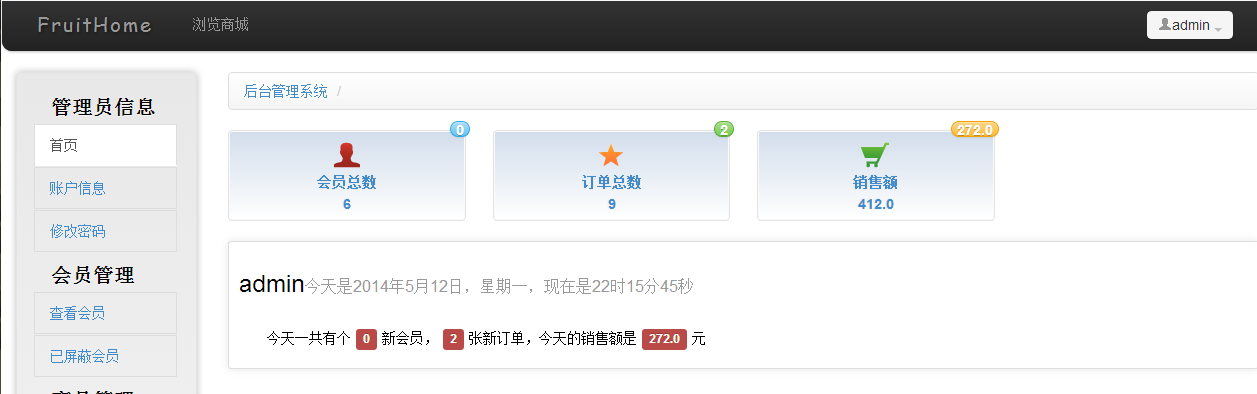 FruitHome 浏览商城 admin
管理员信息
首页
账户信息
修改密码
会员管理
查看会员
已屏蔽会员
后台管理系统 /
0 2 272.0
会员总数 订单总数 销售额
6 9 412.0
admin今天是2014年5月12日，星期一，现在是22时15分45秒
今天一共有个 0 新会员， 2 张新订单，今天的销售额是 272.0 元